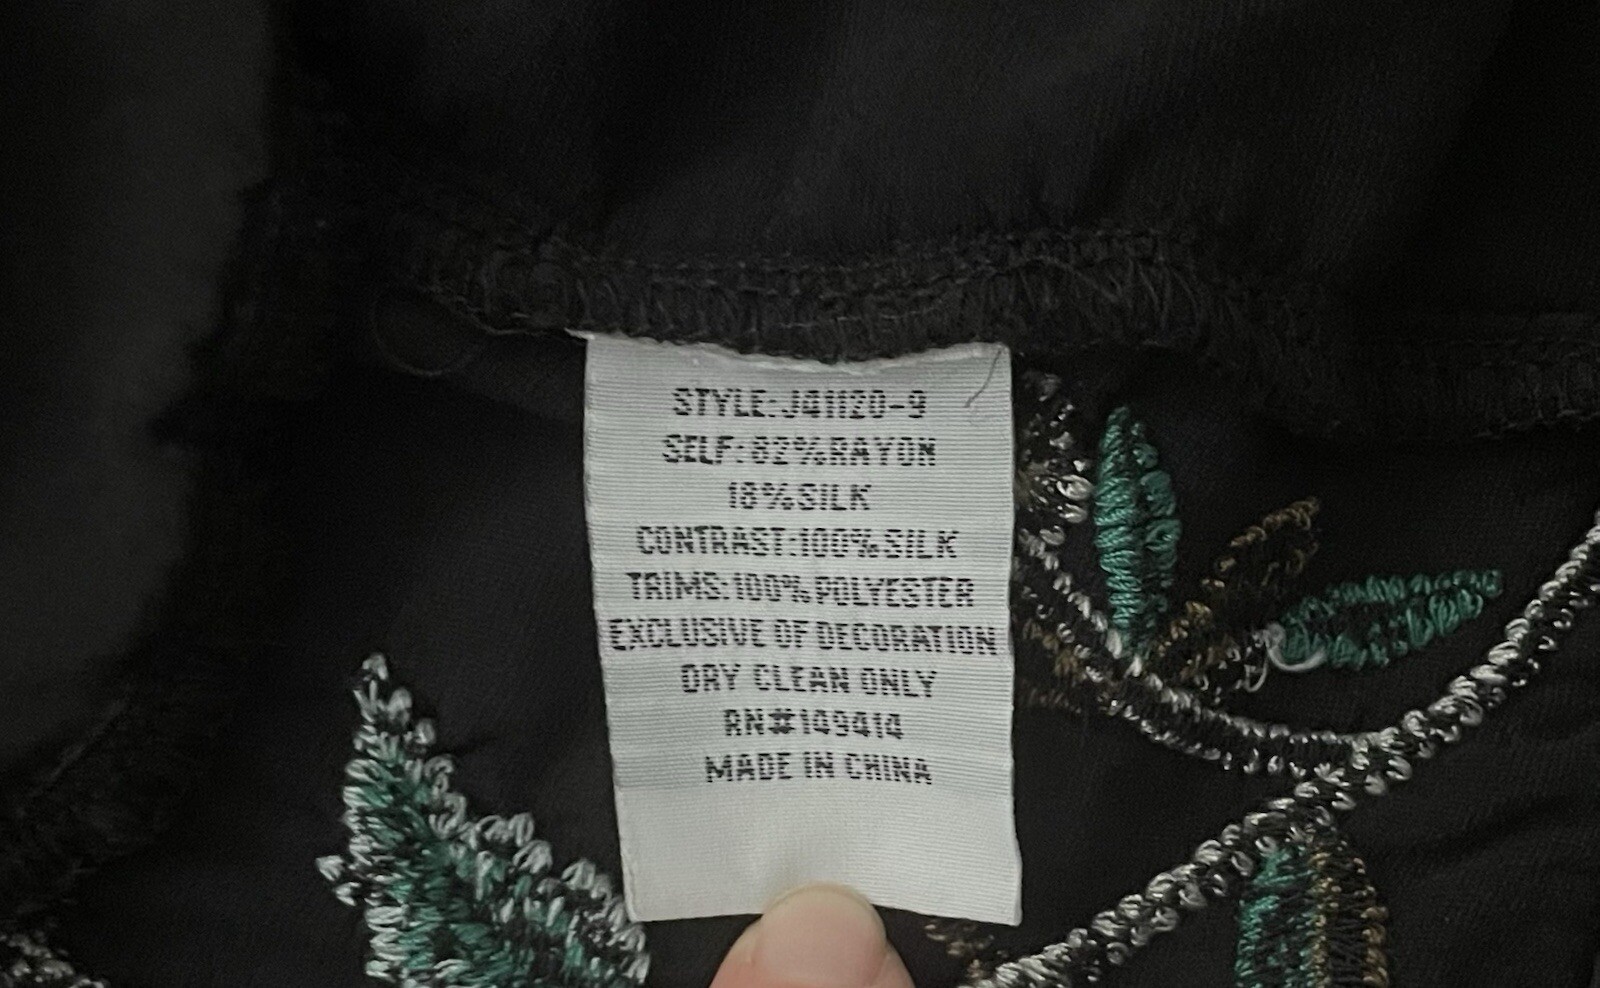 STYLE:J41120-9
SELF:82%RAYON
18%SILK
CONTRAST:100%SILK
TRIMS:100%POLYESTER
EXCLUSIVE OF DECORATION
DRY CLEAN ONLY
RN#149414
MADE IN CHINA